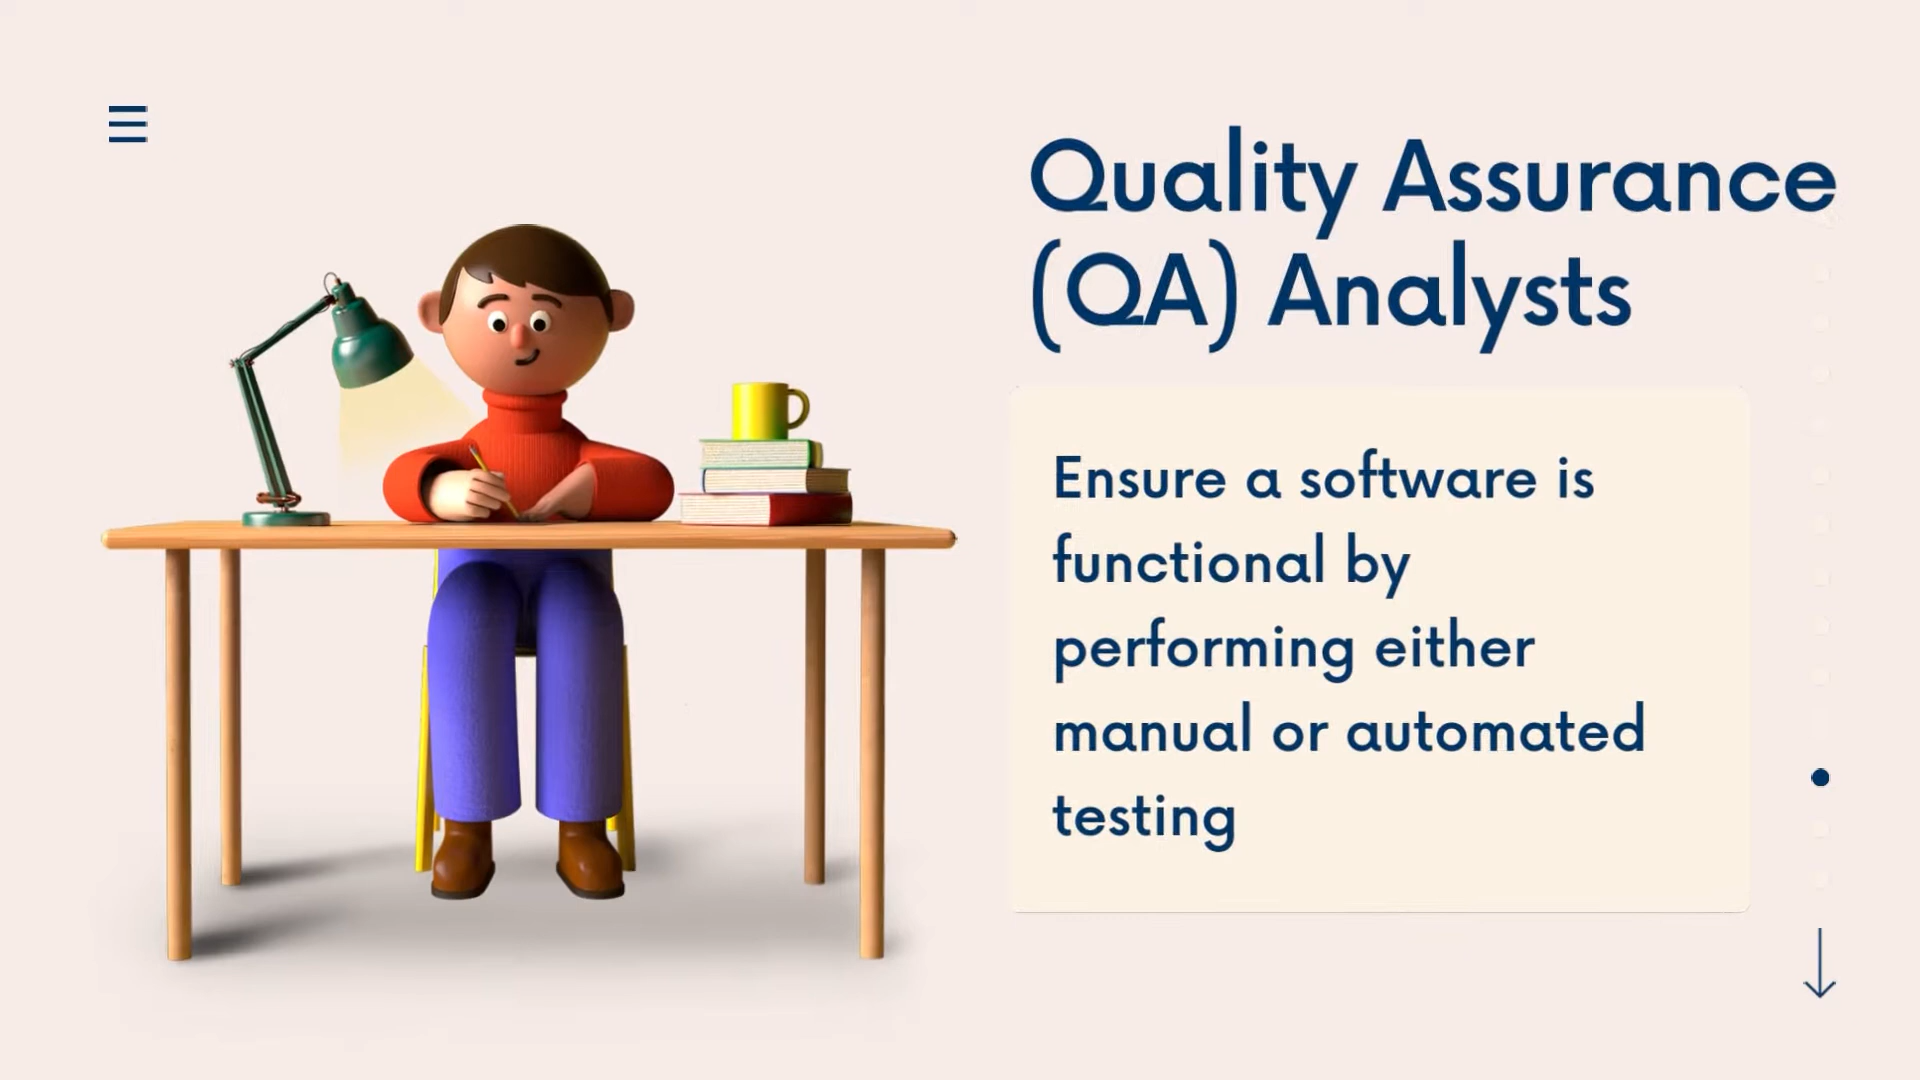 Quality Assurance
(QA) Analysts
Ensure a software is
functional by
performing either
manual or automated
testing